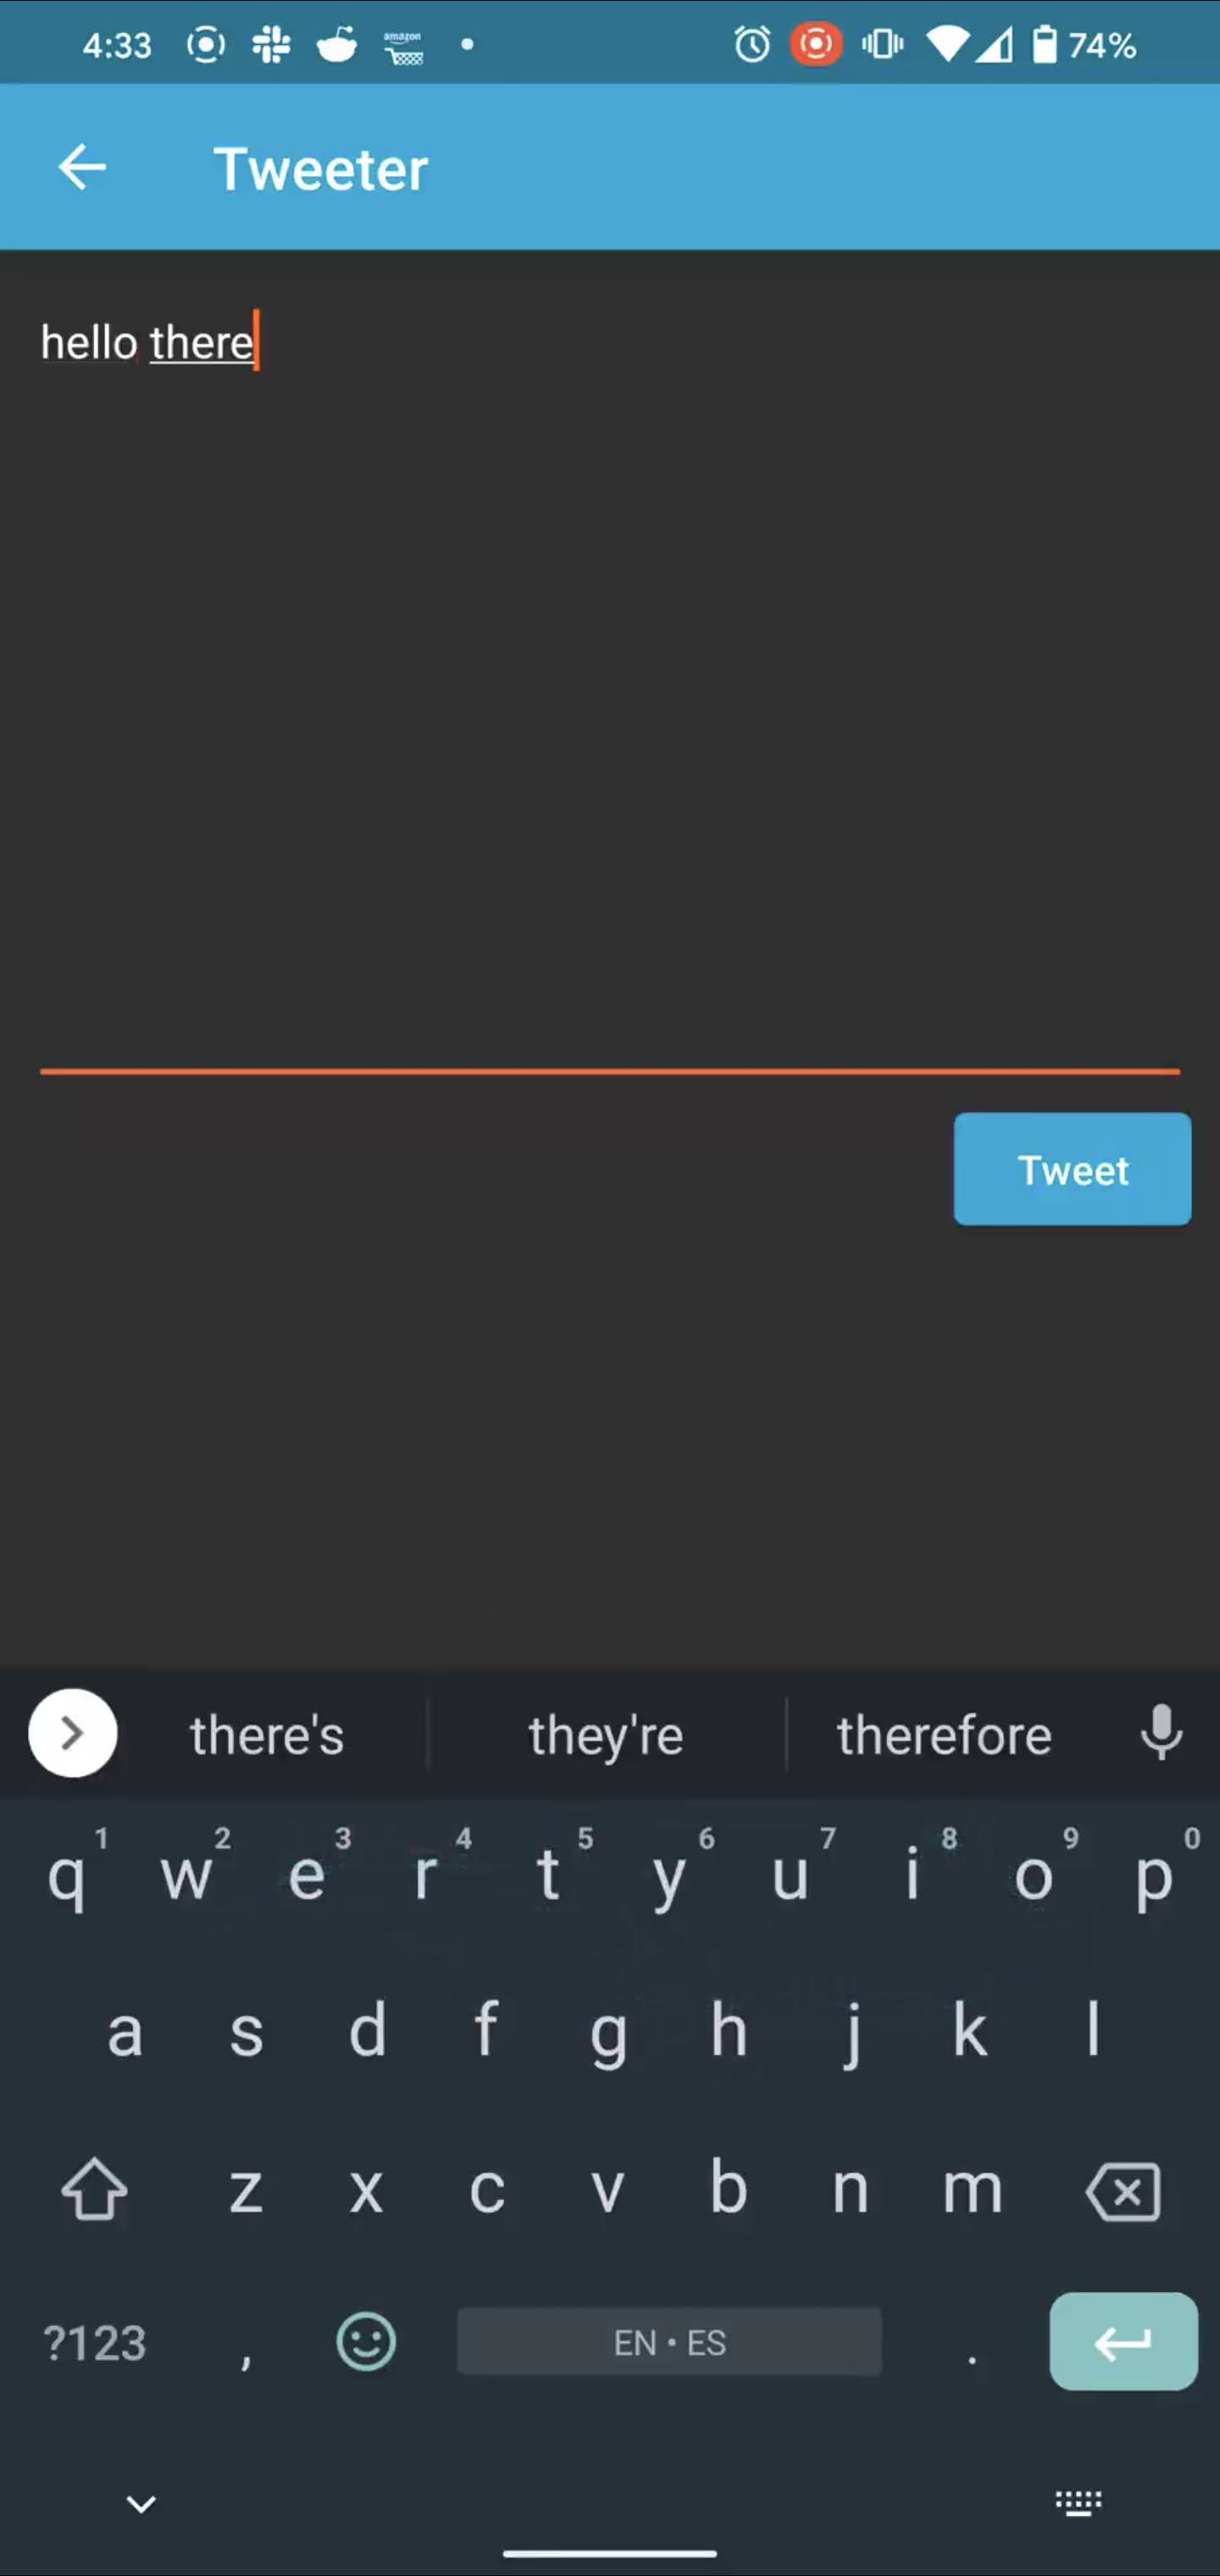 4:33 amazon 74%
Tweeter
hello there
Tweet
there's they're therefore
1 2 3 4 5 6 7 8 9 0
q w e r t y u i o p
a s d f g h j k l
z x c v b n m
?123 , EN • ES .